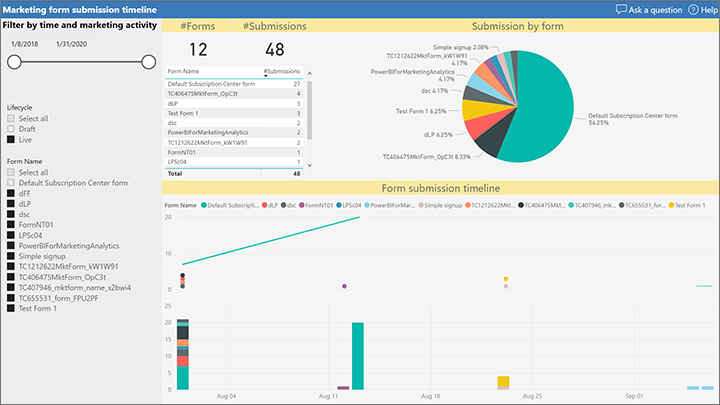 Marketing form submission timeline
Ask a question
? Help
Filter by time and marketing activity
1/8/2018 1/31/2020
Lifecycle
Select all
Draft
Live
Form Name
Select all
Default Subscription Center form
dFF
dLP
dsc
FormNT01
LPSc04
PowerBIForMarketingAnalytics
Simple signup
TC1212622MktForm_kW1W91
TC406475MktForm_OpC3t
TC407946_mktform_name_x2bwi4
TC655531_form_FPU2PF
Test Form 1
#Forms #Submissions
12 48
Form Name #Submissions
Default Subscription Center form 27
TC406475MktForm_OpC3t 4
dLP 3
Test Form 1 3
dsc 2
PowerBIForMarketingAnalytics 2
TC1212622MktForm_kW1W91 2
FormNT01 1
LPSc04 1
Total 48
Submission by form
Simple signup 2.08%
TC1212622MktForm_kW1W91
4.17%
PowerBIForMarketingAnalytics
4.17%
dsc 4.17%
Test Form 1 6.25%
dLP 6.25%
TC406475MktForm_OpC3t 8.33%
Default Subscription Center form
56.25%
Form submission timeline
Form Name Default Subscripti... dLP dsc FormNT01 LPSc04 PowerBIForMar... Simple signup TC1212622Mkt... TC406475Mkt... TC407946_mk... TC655531_for... Test Form 1
20
10
0
25
20
15
10
5
0
Aug 04 Aug 11 Aug 18 Aug 25 Sep 01